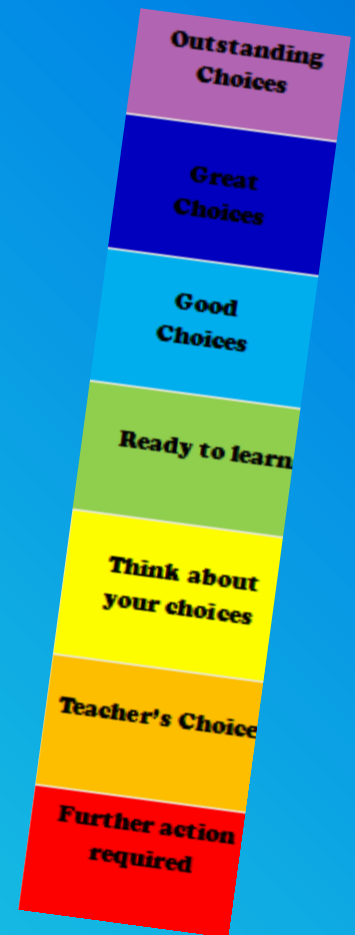 Outstanding
Choices
Great
Choices
Good
Choices
Ready to learn
Think about
your choices
Teacher's Choice
Further action
required